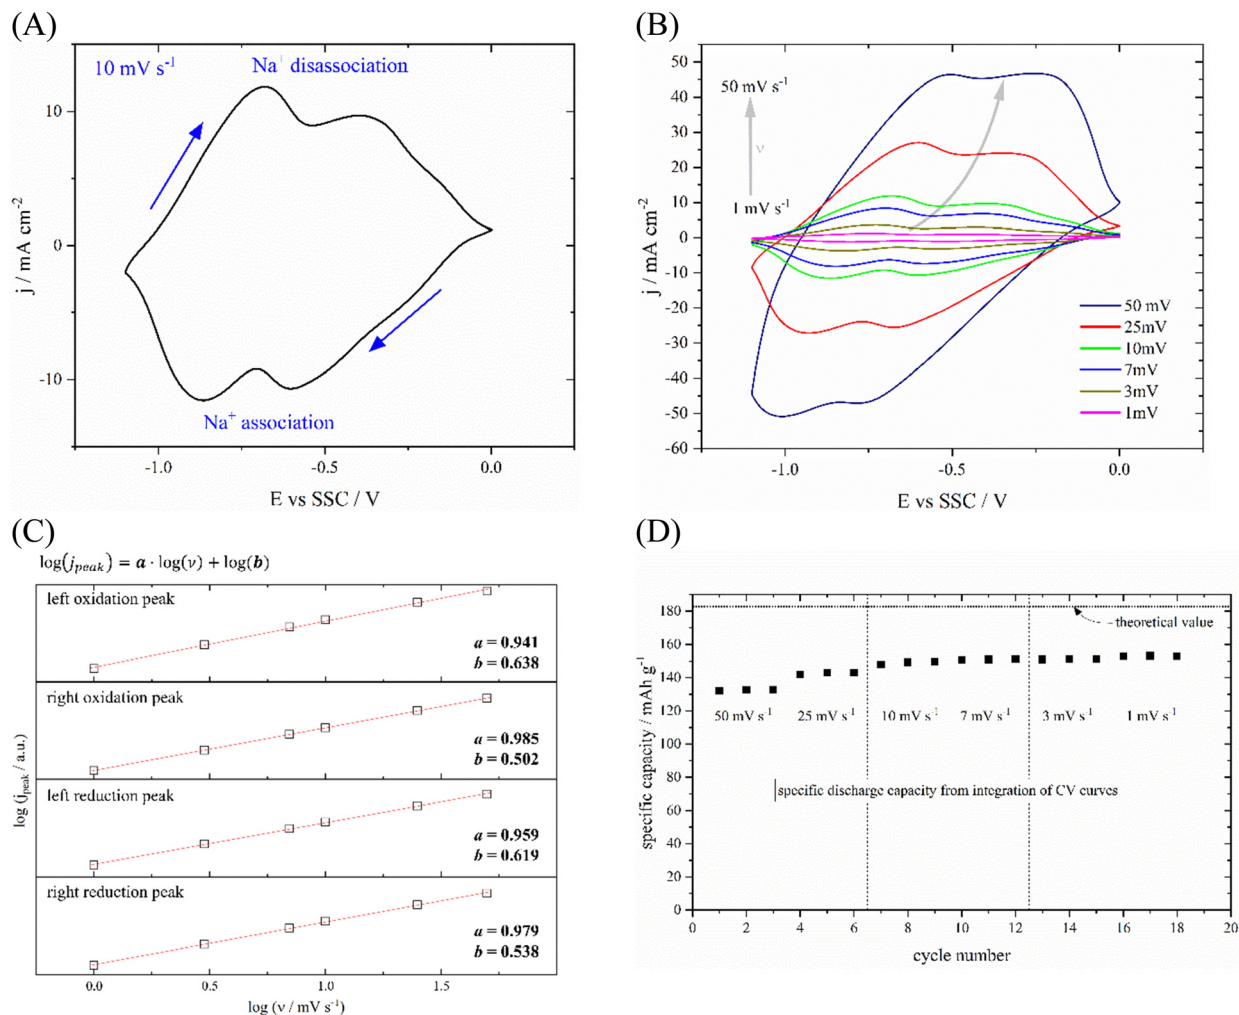 (A)
10 mV s⁻¹
Na⁺ disassociation
10
0
-10
j / mA cm⁻²
Na⁺ association
-1.0
-0.5
0.0
E vs SSC / V
(B)
50
40
30
20
10
0
-10
-20
-30
-40
-50
-60
j / mA cm⁻²
50 mV s⁻¹
ν
1 mV s⁻¹
50 mV
25mV
10mV
7mV
3mV
1mV
-1.0
-0.5
0.0
E vs SSC / V
(C)
log(j_peak) = a · log(ν) + log(b)
left oxidation peak
a = 0.941
b = 0.638
right oxidation peak
a = 0.985
b = 0.502
left reduction peak
a = 0.959
b = 0.619
right reduction peak
a = 0.979
b = 0.538
log (j_peak / a.u.)
0.0
0.5
1.0
1.5
log (ν / mV s⁻¹)
(D)
180
160
140
120
100
80
60
40
20
0
specific capacity / mAh g⁻¹
theoretical value
50 mV s⁻¹
25 mV s⁻¹
10 mV s⁻¹
7 mV s⁻¹
3 mV s⁻¹
1 mV s⁻¹
specific discharge capacity from integration of CV curves
0
2
4
6
8
10
12
14
16
18
20
cycle number